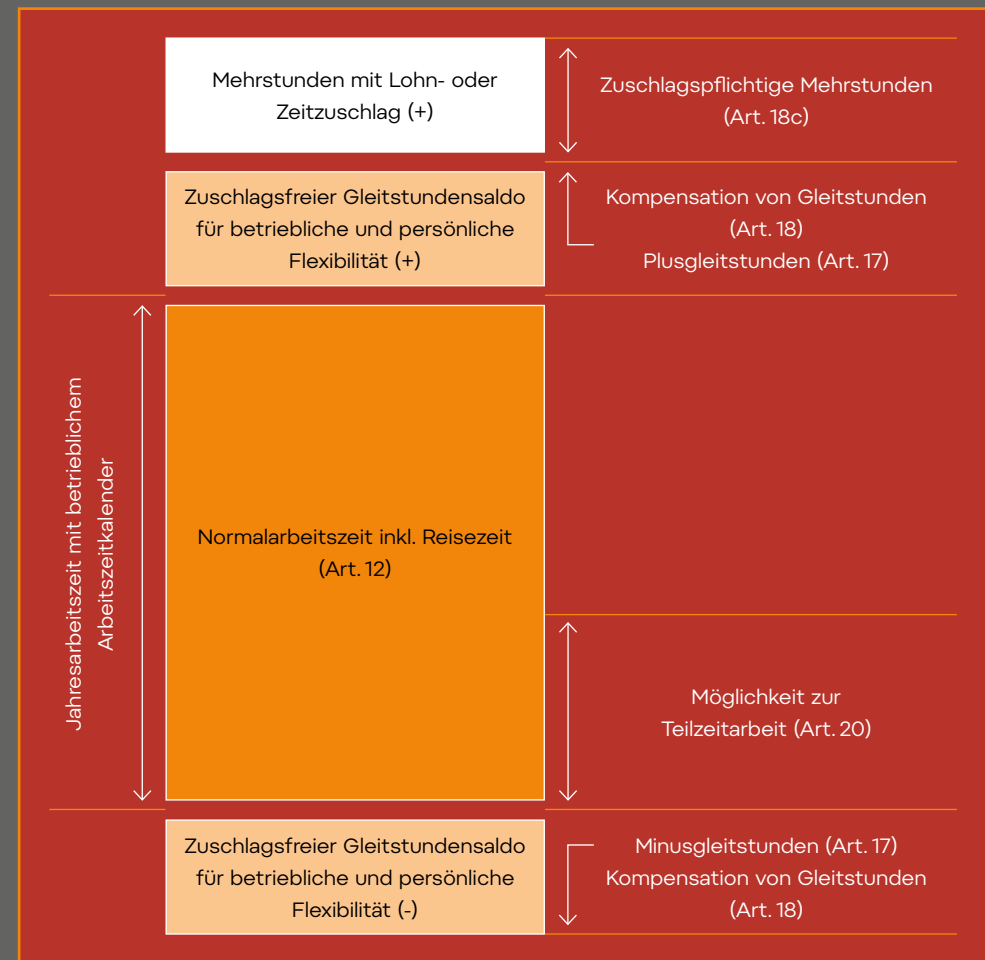 Mehrstunden mit Lohn- oder
Zeitzuschlag (+)
Zuschlagspflichtige Mehrstunden
(Art. 18c)
Zuschlagsfreier Gleitstundensaldo
für betriebliche und persönliche
Flexibilität (+)
Kompensation von Gleitstunden
(Art. 18)
Plusgleitstunden (Art. 17)
Jahresarbeitszeit mit betrieblichem
Arbeitszeitkalender
Normalarbeitszeit inkl. Reisezeit
(Art. 12)
Möglichkeit zur
Teilzeitarbeit (Art. 20)
Zuschlagsfreier Gleitstundensaldo
für betriebliche und persönliche
Flexibilität (-)
Minusgleitstunden (Art. 17)
Kompensation von Gleitstunden
(Art. 18)